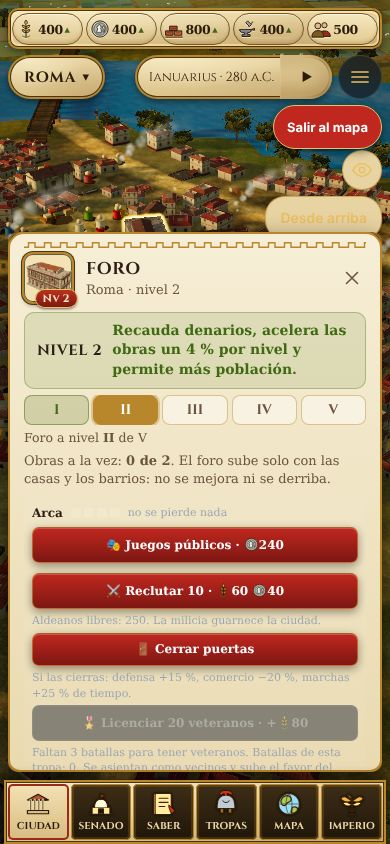 400▲ 400▲ 800▲ 400▲ 500
ROMA ▾
Ianuarius · 280 a.C.
Salir al mapa
Desde arriba
FORO
Roma · nivel 2
NV 2
NIVEL 2
Recauda denarios, acelera las
obras un 4 % por nivel y
permite más población.
I II III IV V
Foro a nivel II de V
Obras a la vez: 0 de 2. El foro sube solo con las
casas y los barrios: no se mejora ni se derriba.
Arca no se pierde nada
Juegos públicos · 240
Reclutar 10 · 60 40
Aldeanos libres: 250. La milicia guarnece la ciudad.
Cerrar puertas
Si las cierras: defensa +15 %, comercio −20 %, marchas
+25 % de tiempo.
Licenciar 20 veteranos · + 80
Faltan 3 batallas para tener veteranos. Batallas de esta
tropa: 0. Se asientan como vecinos y sube el favor del
CIUDAD SENADO SABER TROPAS MAPA IMPERIO